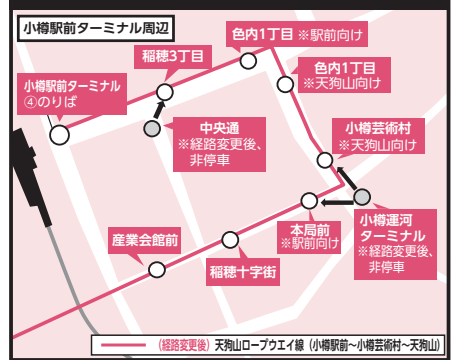 小樽駅前ターミナル周辺
色内1丁目 ※駅前向け
稲穂3丁目
色内1丁目
※天狗山向け
小樽駅前ターミナル
④のりば
中央通
※経路変更後、
非停車
小樽芸術村
※天狗山向け
小樽運河
ターミナル
※経路変更後、
非停車
本局前
※駅前向け
産業会館前
稲穂十字街
(経路変更後) 天狗山ロープウエイ線 (小樽駅前〜小樽芸術村〜天狗山)